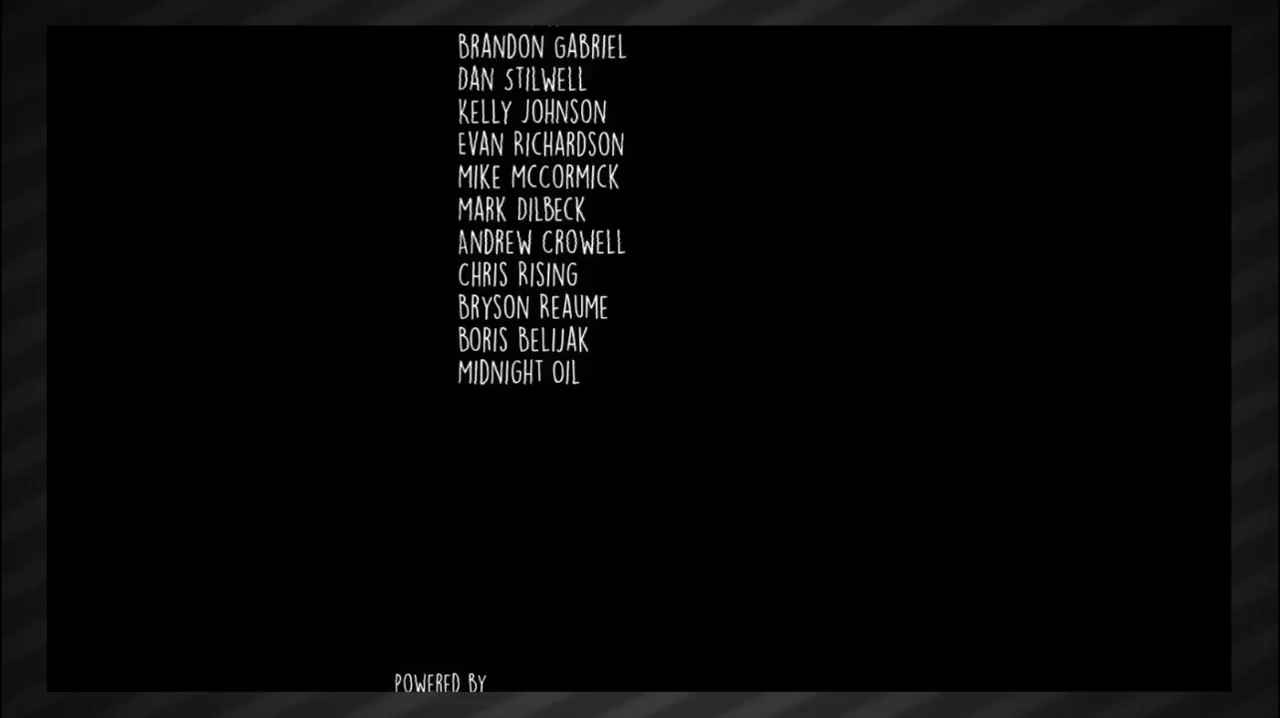 BRANDON GABRIEL
DAN STILWELL
KELLY JOHNSON
EVAN RICHARDSON
MIKE MCCORMICK
MARK DILBECK
ANDREW CROWELL
CHRIS RISING
BRYSON REAUME
BORIS BELIJAK
MIDNIGHT OIL
POWERED BY